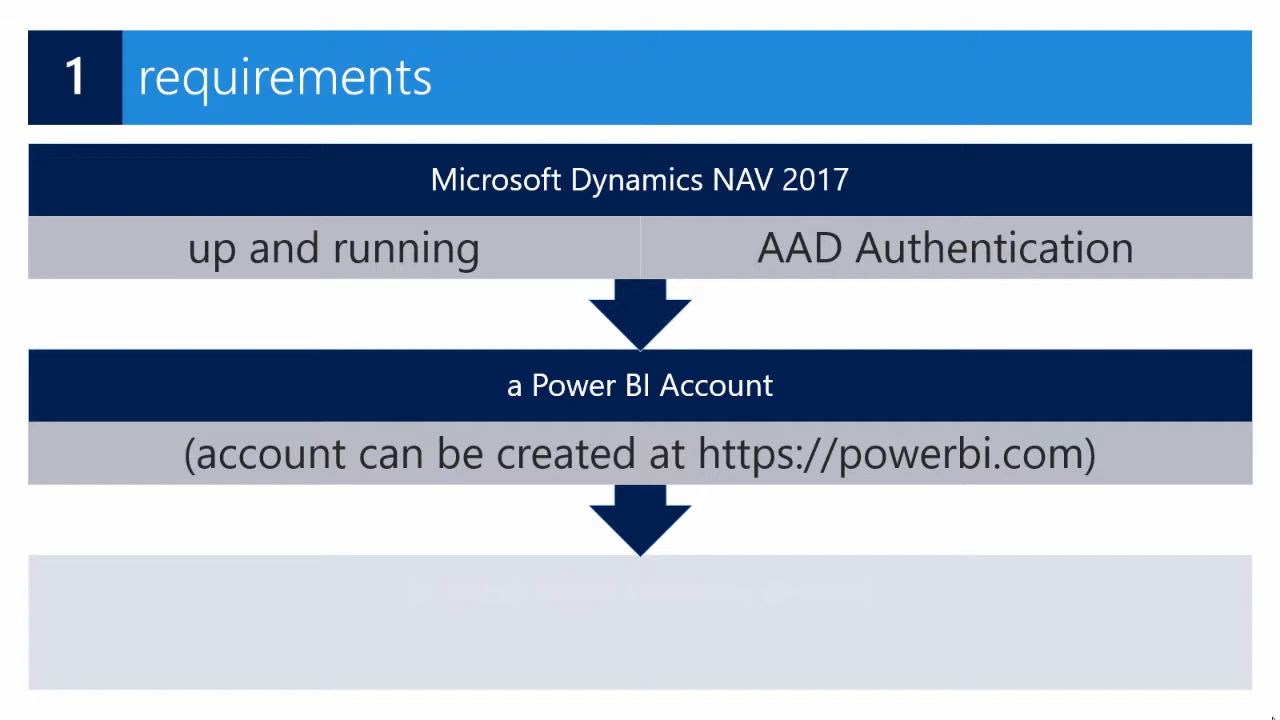 1 requirements
Microsoft Dynamics NAV 2017
up and running AAD Authentication
a Power BI Account
(account can be created at https://powerbi.com)